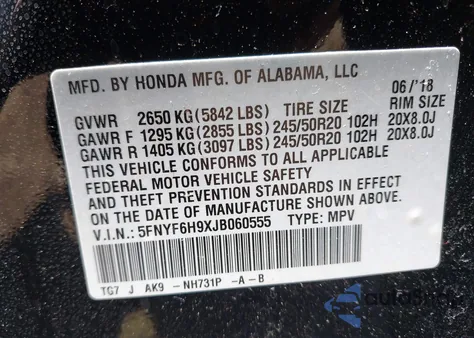 MFD. BY HONDA MFG. OF ALABAMA, LLC 06/'18
GVWR 2650 KG(5842 LBS) TIRE SIZE RIM SIZE
GAWR F 1295 KG(2855 LBS) 245/50R20 102H 20X8.0J
GAWR R 1405 KG(3097 LBS) 245/50R20 102H 20X8.0J
THIS VEHICLE CONFORMS TO ALL APPLICABLE
FEDERAL MOTOR VEHICLE SAFETY
AND THEFT PREVENTION STANDARDS IN EFFECT
ON THE DATE OF MANUFACTURE SHOWN ABOVE.
V.I.N.: 5FNYF6H9XJB060555 TYPE: MPV
TG7 J AK9 -NH731P -A-B